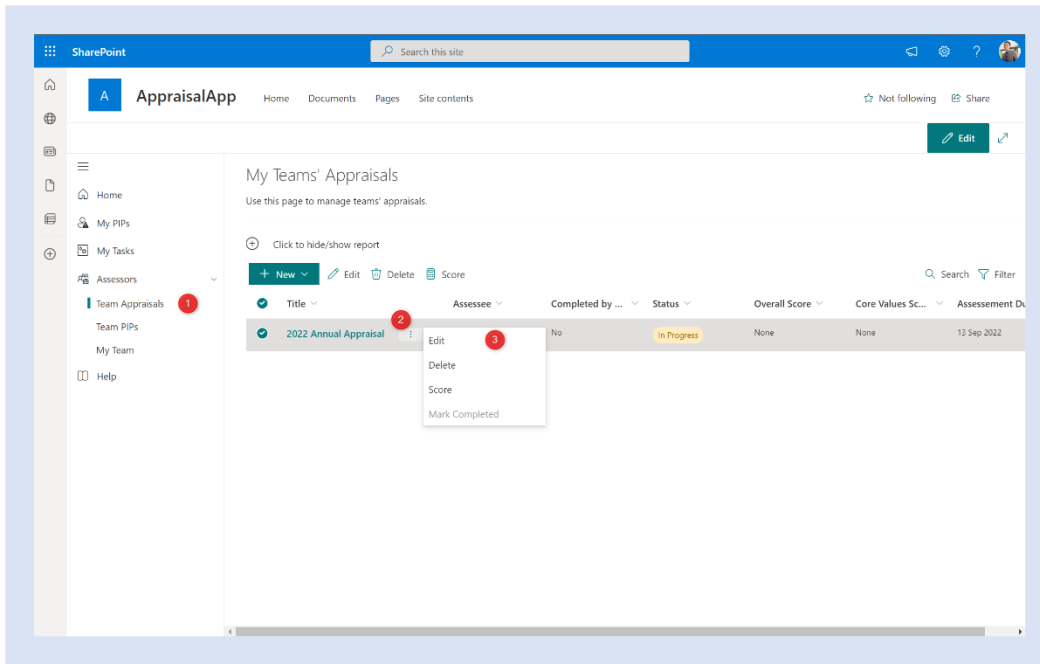 SharePoint
Search this site
?
A
AppraisalApp
Home Documents Pages Site contents
Not following Share
Edit
Home
My PIPs
My Tasks
Assessors
Team Appraisals 1
Team PIPs
My Team
Help
My Teams' Appraisals
Use this page to manage teams' appraisals.
Click to hide/show report
+ New Edit Delete Score
Search Filter
Title Assessee Completed by ... Status Overall Score Core Values Sc... Assessement Du
2
2022 Annual Appraisal No In Progress None None 13 Sep 2022
Edit 3
Delete
Score
Mark Completed